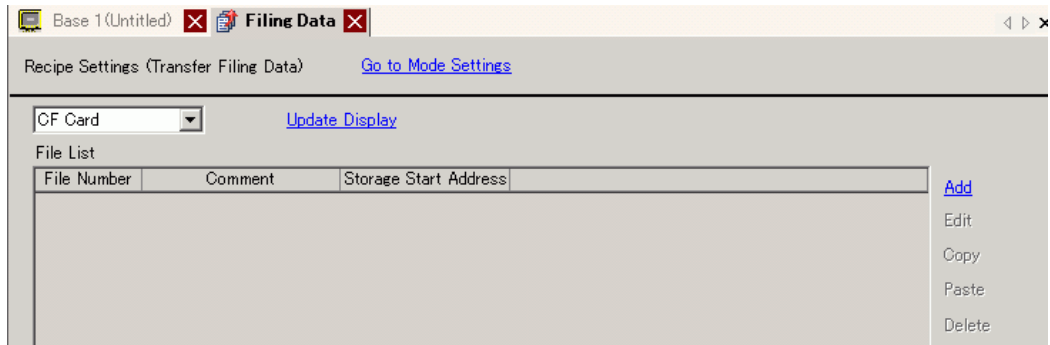 Base 1(Untitled) Filing Data
Recipe Settings (Transfer Filing Data) Go to Mode Settings
CF Card Update Display
File List
File Number Comment Storage Start Address
Add
Edit
Copy
Paste
Delete